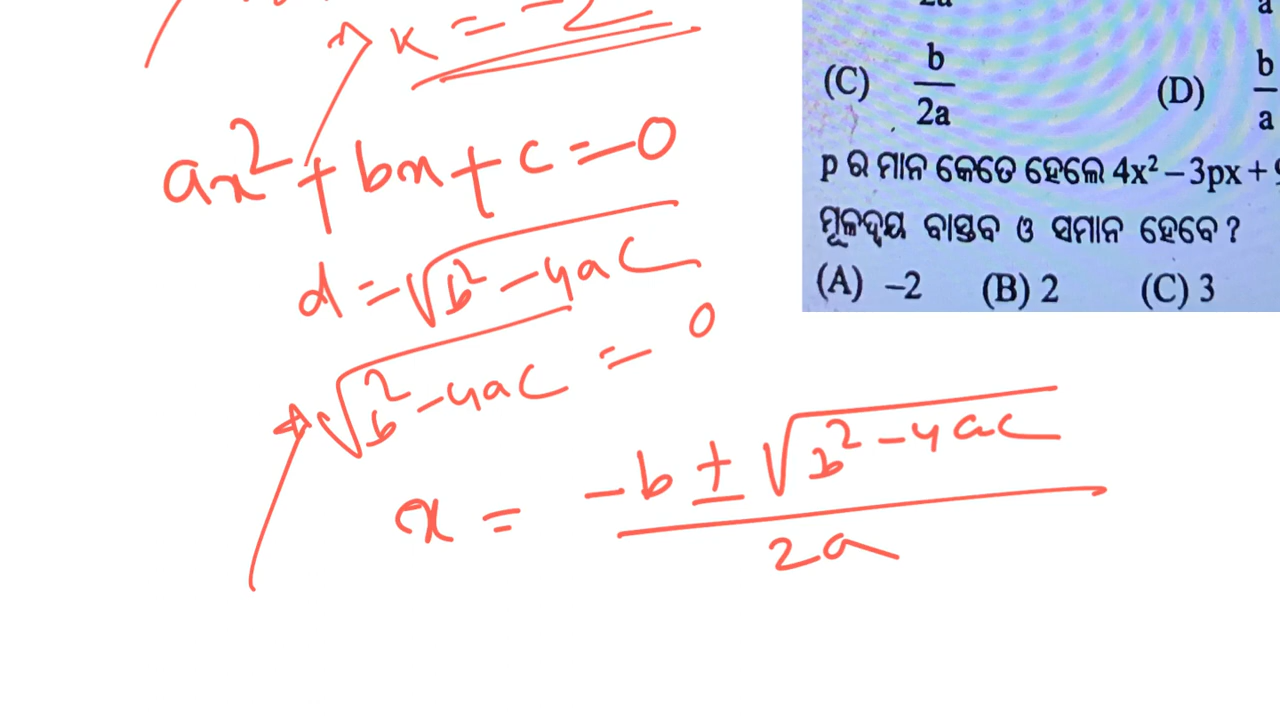 K = -2
ax² + bx + c = 0
d = √b² - 4ac
√b² - 4ac = 0
x = -b ± √b² - 4ac
2a
2a
a
(C) b/2a (D) b/a
p ର ମାନ କେତେ ହେଲେ 4x² – 3px +
ମୂଳଦ୍ୱୟ ବାସ୍ତବ ଓ ସମାନ ହେବେ ?
(A) –2 (B) 2 (C) 3